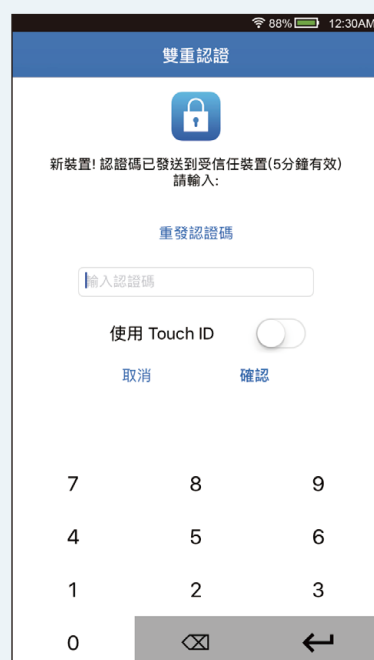 88% 12:30AM
雙重認證
新裝置! 認證碼已發送到受信任裝置(5分鐘有效)
請輸入:
重發認證碼
輸入認證碼
使用 Touch ID
取消 確認
7 8 9
4 5 6
1 2 3
0